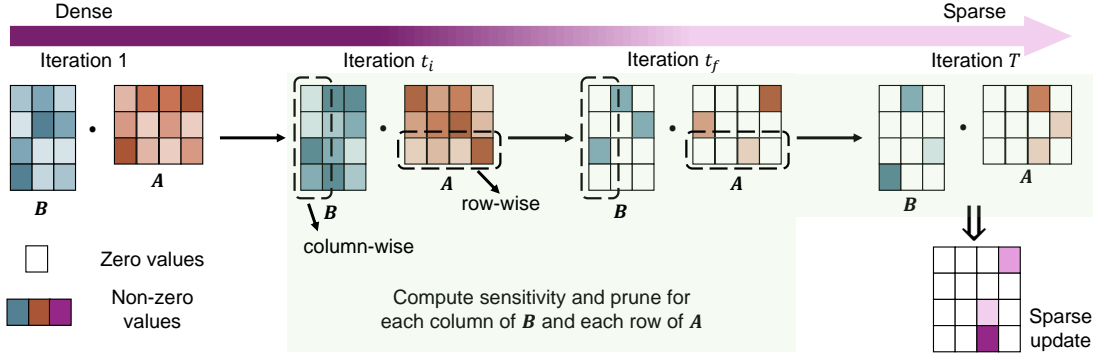 Dense
Sparse
Iteration 1
Iteration t_i
Iteration t_f
Iteration T
B
·
A
B
·
A
B
·
A
B
·
A
row-wise
column-wise
Zero values
Non-zero
values
Compute sensitivity and prune for
each column of B and each row of A
Sparse
update